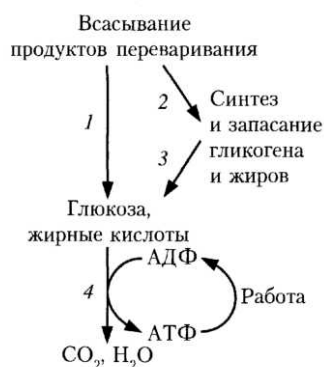 Всасывание
продуктов переваривания
1
2
Синтез
и запасание
гликогена
и жиров
3
Глюкоза,
жирные кислоты
АДФ
4
Работа
АТФ
CO₂, H₂O